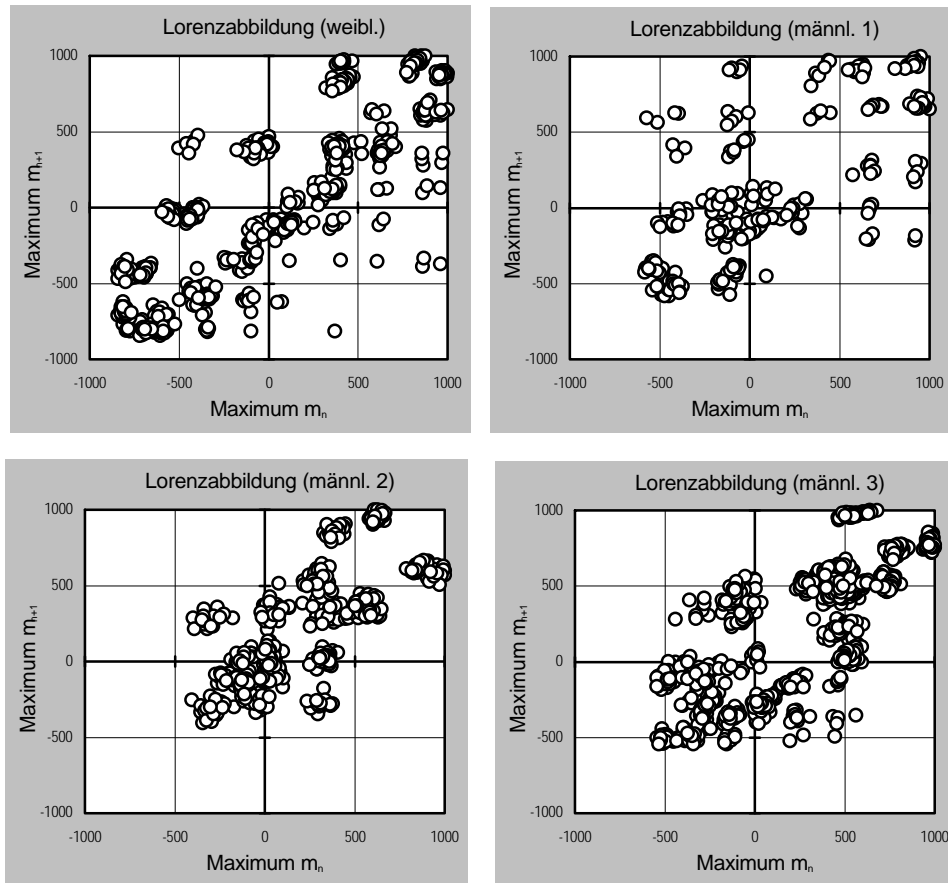 Lorenzabbildung (weibl.)
1000
500
0
-500
-1000
-1000 -500 0 500 1000
Maximum mn+1
Maximum mn
Lorenzabbildung (männl. 1)
1000
500
0
-500
-1000
-1000 -500 0 500 1000
Maximum mn+1
Maximum mn
Lorenzabbildung (männl. 2)
1000
500
0
-500
-1000
-1000 -500 0 500 1000
Maximum mn+1
Maximum mn
Lorenzabbildung (männl. 3)
1000
500
0
-500
-1000
-1000 -500 0 500 1000
Maximum mn+1
Maximum mn